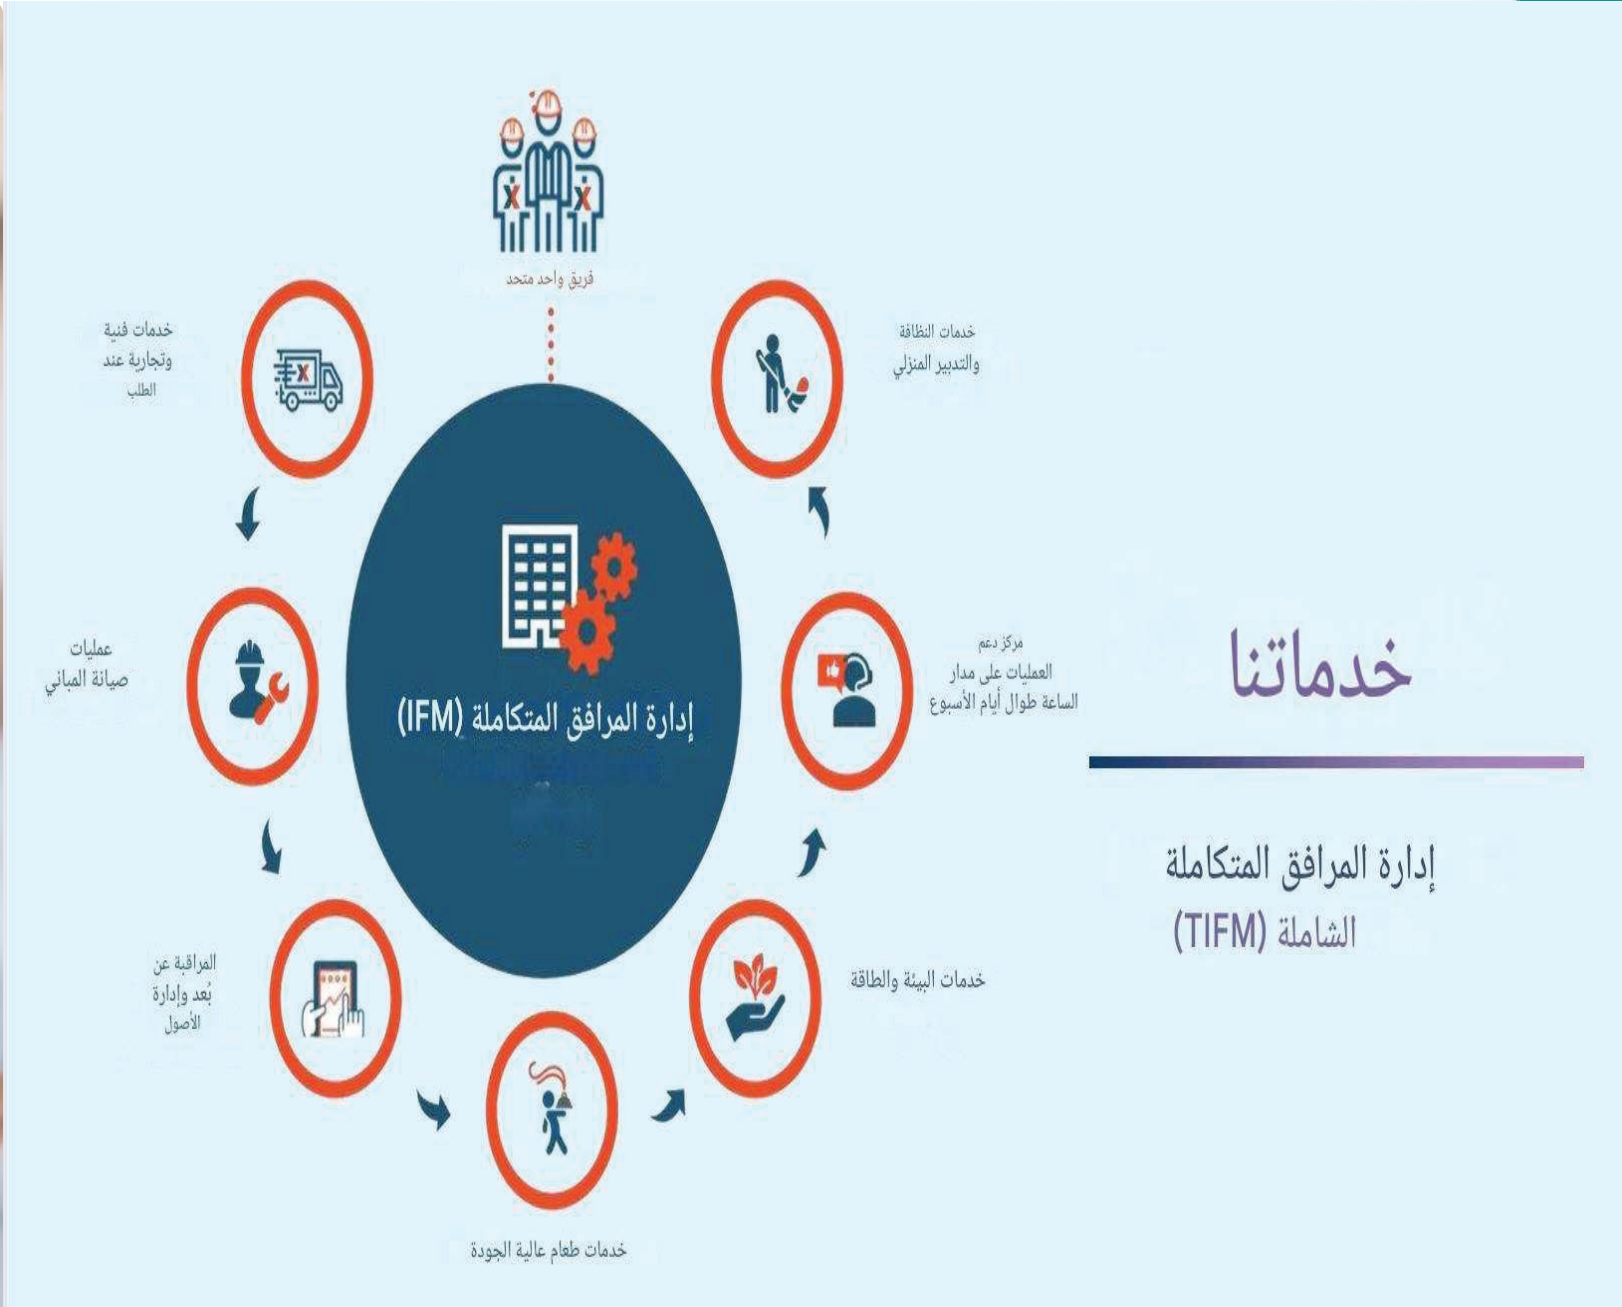 خدماتنا
إدارة المرافق المتكاملة
الشاملة (TIFM)
فريق واحد متحد
إدارة المرافق المتكاملة (IFM)
خدمات فنية
وتجارية عند
الطلب
عمليات
صيانة المباني
المراقبة عن
بُعد وإدارة
الأصول
خدمات طعام عالية الجودة
خدمات البيئة والطاقة
مركز دعم
العمليات على مدار
الساعة طوال أيام الأسبوع
خدمات النظافة
والتدبير المنزلي